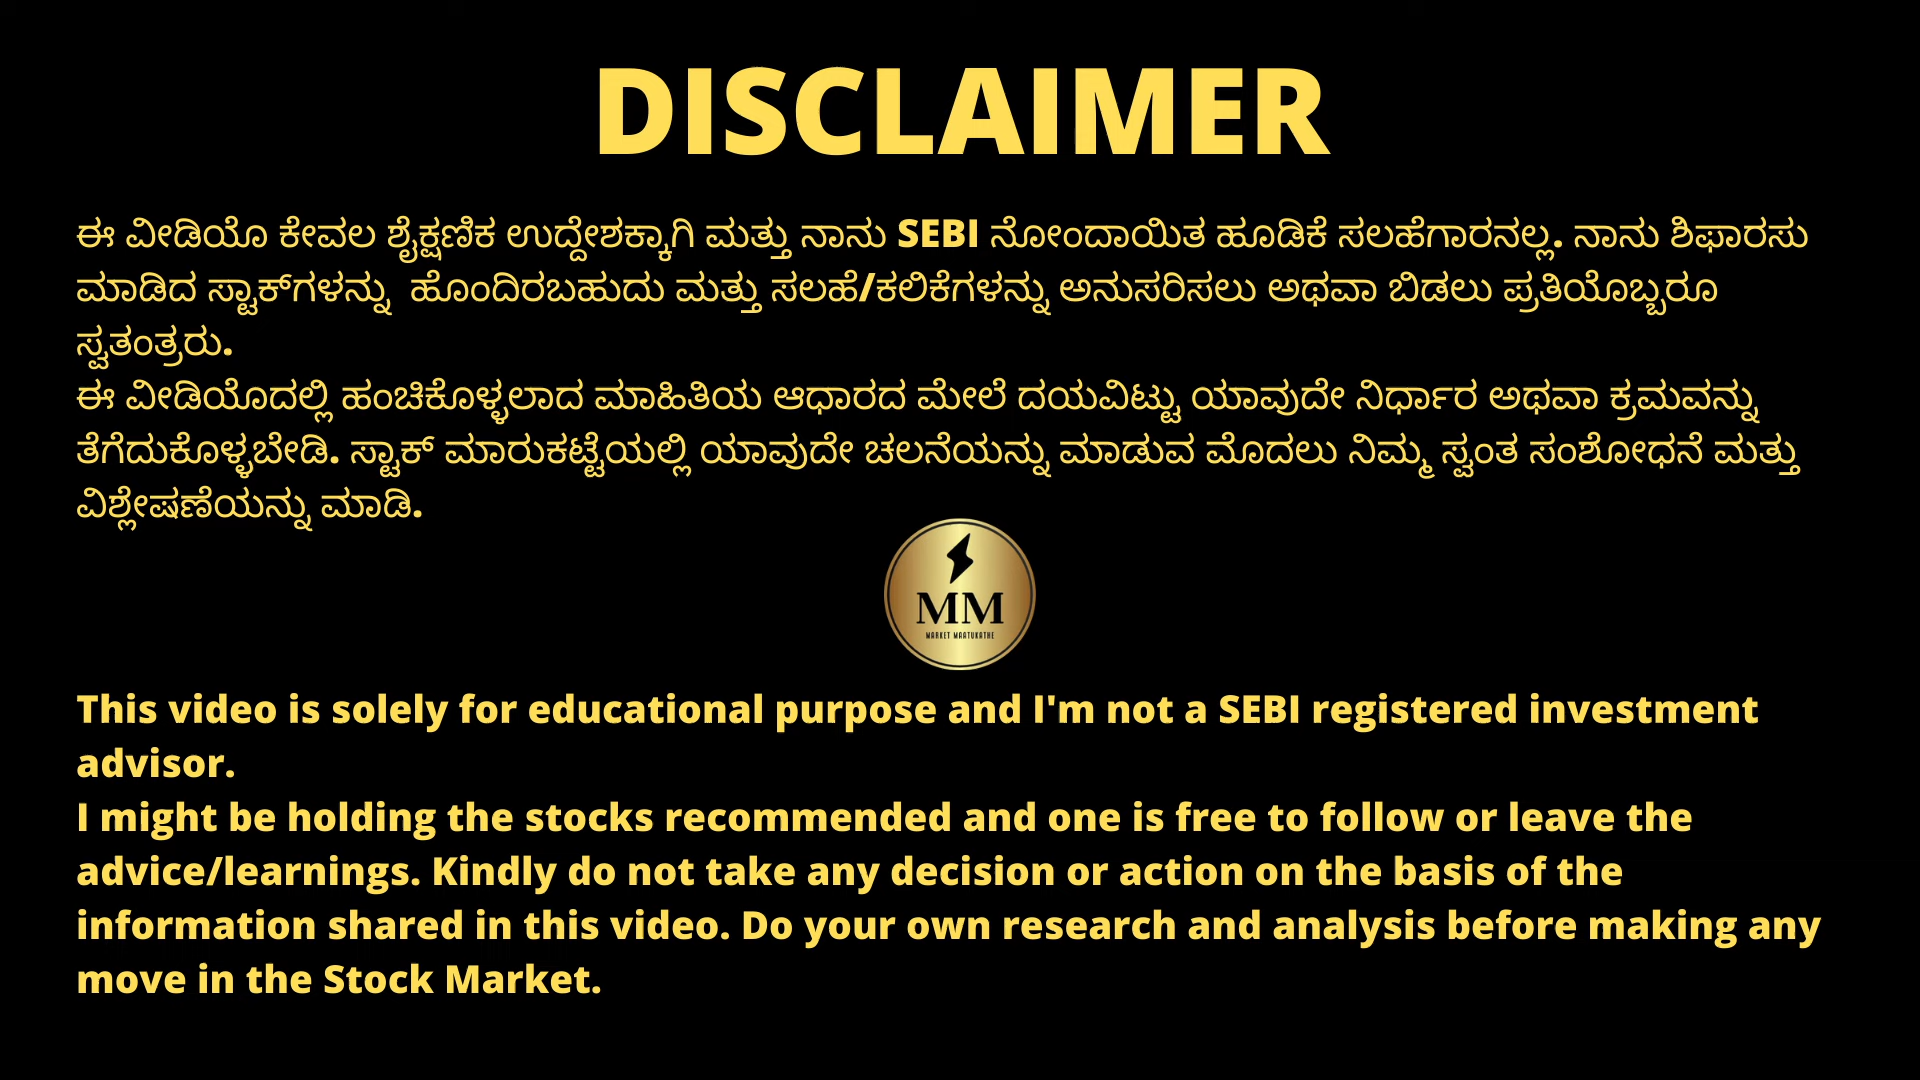 DISCLAIMER
ಈ ವೀಡಿಯೊ ಕೇವಲ ಶೈಕ್ಷಣಿಕ ಉದ್ದೇಶಕ್ಕಾಗಿ ಮತ್ತು ನಾನು SEBI ನೋಂದಾಯಿತ ಹೂಡಿಕೆ ಸಲಹೆಗಾರನಲ್ಲ. ನಾನು ಶಿಫಾರಸು
ಮಾಡಿದ ಸ್ಟಾಕ್‌ಗಳನ್ನು ಹೊಂದಿರಬಹುದು ಮತ್ತು ಸಲಹೆ/ಕಲಿಕೆಗಳನ್ನು ಅನುಸರಿಸಲು ಅಥವಾ ಬಿಡಲು ಪ್ರತಿಯೊಬ್ಬರೂ
ಸ್ವತಂತ್ರರು.
ಈ ವೀಡಿಯೊದಲ್ಲಿ ಹಂಚಿಕೊಳ್ಳಲಾದ ಮಾಹಿತಿಯ ಆಧಾರದ ಮೇಲೆ ದಯವಿಟ್ಟು ಯಾವುದೇ ನಿರ್ಧಾರ ಅಥವಾ ಕ್ರಮವನ್ನು
ತೆಗೆದುಕೊಳ್ಳಬೇಡಿ. ಸ್ಟಾಕ್ ಮಾರುಕಟ್ಟೆಯಲ್ಲಿ ಯಾವುದೇ ಚಲನೆಯನ್ನು ಮಾಡುವ ಮೊದಲು ನಿಮ್ಮ ಸ್ವಂತ ಸಂಶೋಧನೆ ಮತ್ತು
ವಿಶ್ಲೇಷಣೆಯನ್ನು ಮಾಡಿ.
MM
MARKET MAATUKATHE
This video is solely for educational purpose and I'm not a SEBI registered investment
advisor.
I might be holding the stocks recommended and one is free to follow or leave the
advice/learnings. Kindly do not take any decision or action on the basis of the
information shared in this video. Do your own research and analysis before making any
move in the Stock Market.